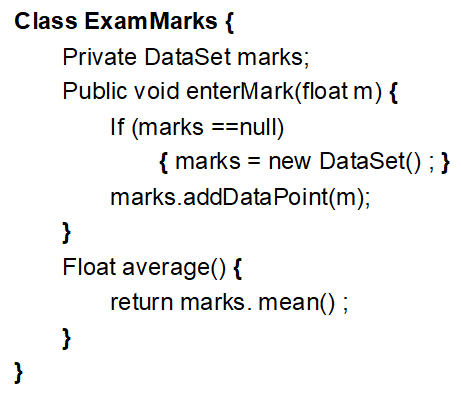 Class ExamMarks {
Private DataSet marks;
Public void enterMark(float m) {
If (marks ==null)
{ marks = new DataSet() ; }
marks.addDataPoint(m);
}
Float average() {
return marks. mean() ;
}
}